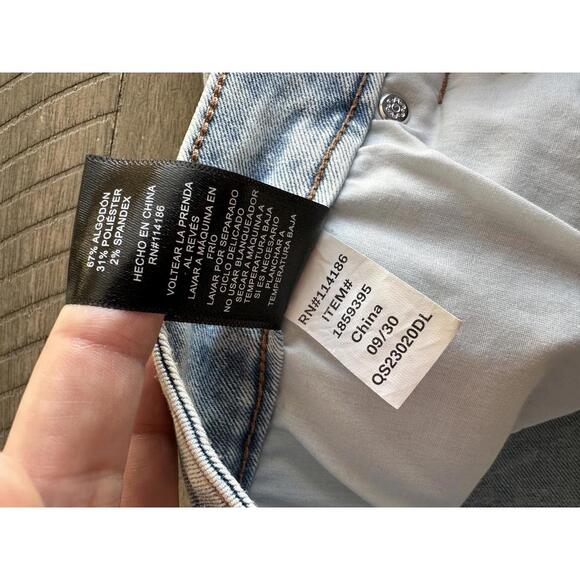 67% ALGODÓN
31% POLIÉSTER
2% SPANDEX
HECHO EN CHINA
RN#114186
VOLTEAR LA PRENDA
AL REVÉS
LAVAR A MÁQUINA EN
FRÍO
LAVAR POR SEPARADO
CICLO DELICADO
NO USAR BLANQUEADOR
SECAR A MÁQUINA A
TEMPERATURA BAJA
SI ES NECESARIO
PLANCHAR A
TEMPERATURA BAJA
RN#114186
ITEM#
1859395
China
09/30
QS23020DL